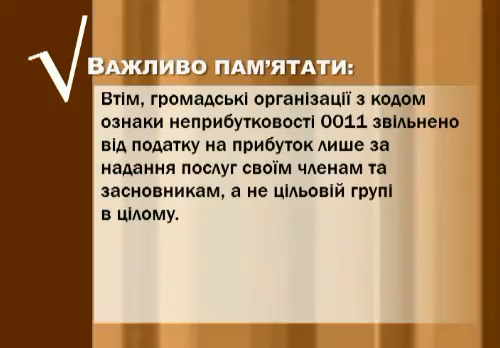 √ ВАЖЛИВО ПАМ’ЯТАТИ:
Втім, громадські організації з кодом
ознаки неприбутковості 0011 звільнено
від податку на прибуток лише за
надання послуг своїм членам та
засновникам, а не цільовій групі
в цілому.